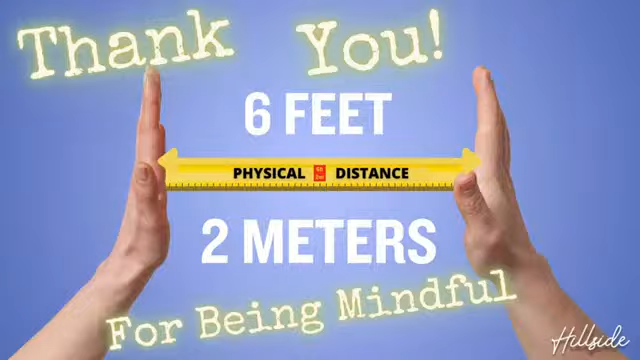 Thank You!
6 FEET
PHYSICAL DISTANCE
2 METERS
For Being Mindful
Hillside